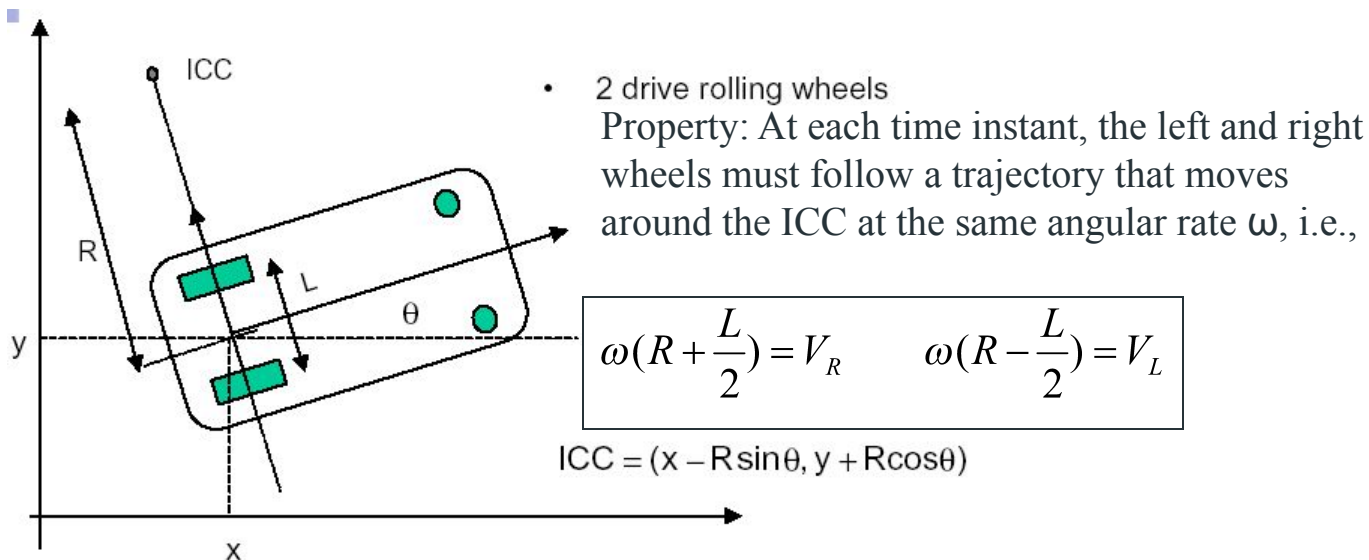 ICC
• 2 drive rolling wheels
Property: At each time instant, the left and right
wheels must follow a trajectory that moves
around the ICC at the same angular rate ω, i.e.,
R
L
θ
y
ω(R + L/2) = V_R ω(R − L/2) = V_L
ICC = (x − R sinθ, y + Rcosθ)
x